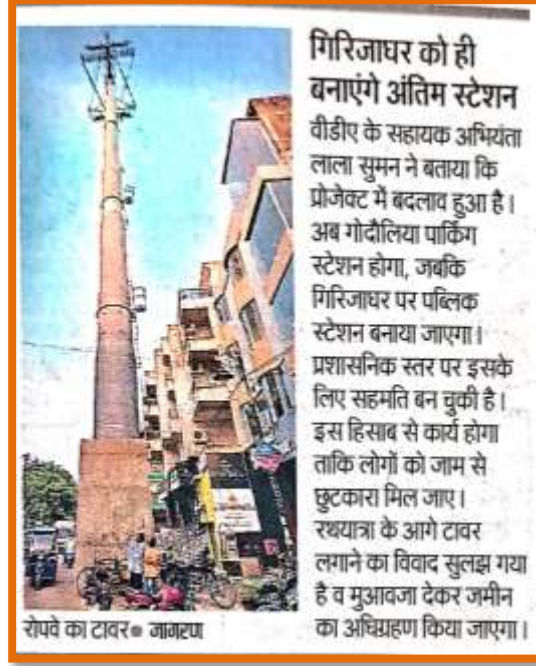 गिरिजाघर को ही
बनाएंगे अंतिम स्टेशन
वीडीए के सहायक अभियंता
लाला सुमन ने बताया कि
प्रोजेक्ट में बदलाव हुआ है।
अब गोदौलिया पार्किंग
स्टेशन होगा, जबकि
गिरिजाघर पर पब्लिक
स्टेशन बनाया जाएगा।
प्रशासनिक स्तर पर इसके
लिए सहमति बन चुकी है।
इस हिसाब से कार्य होगा
ताकि लोगों को जाम से
छुटकारा मिल जाए।
रथयात्रा के आगे टावर
लगाने का विवाद सुलझ गया
है व मुआवजा देकर जमीन
का अधिग्रहण किया जाएगा।
रोपवे का टावर● जागरण